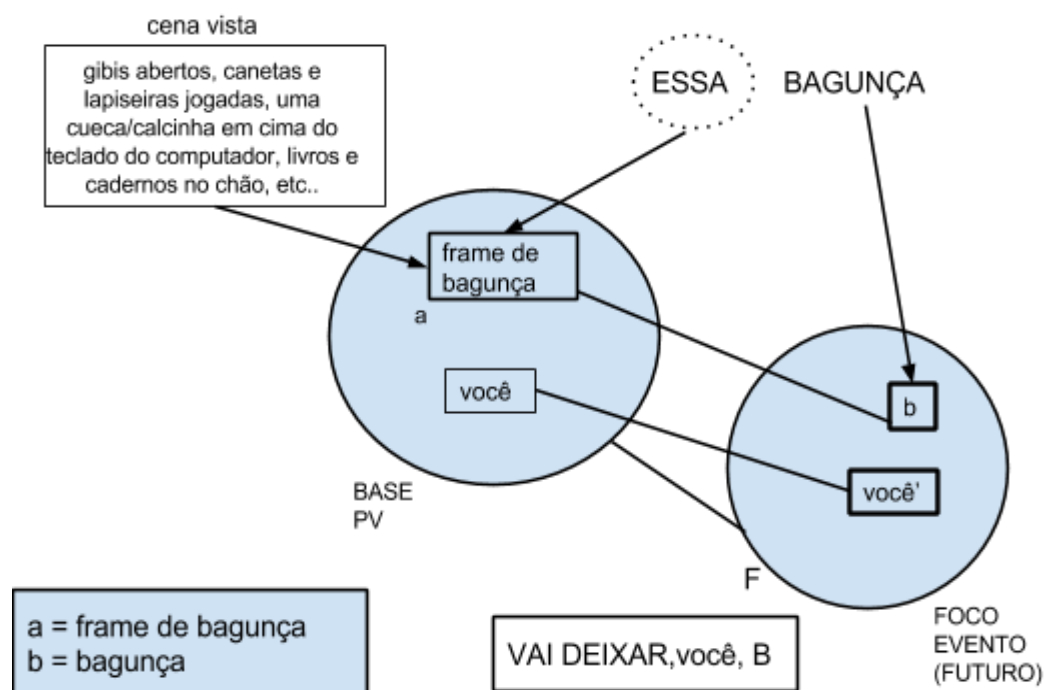 cena vista
gibis abertos, canetas e
lapiseiras jogadas, uma
cueca/calcinha em cima do
teclado do computador, livros e
cadernos no chão, etc..
ESSA BAGUNÇA
frame de
bagunça
a
você
b
você'
BASE
PV
F
FOCO
EVENTO
(FUTURO)
a = frame de bagunça
b = bagunça
VAI DEIXAR,você, B